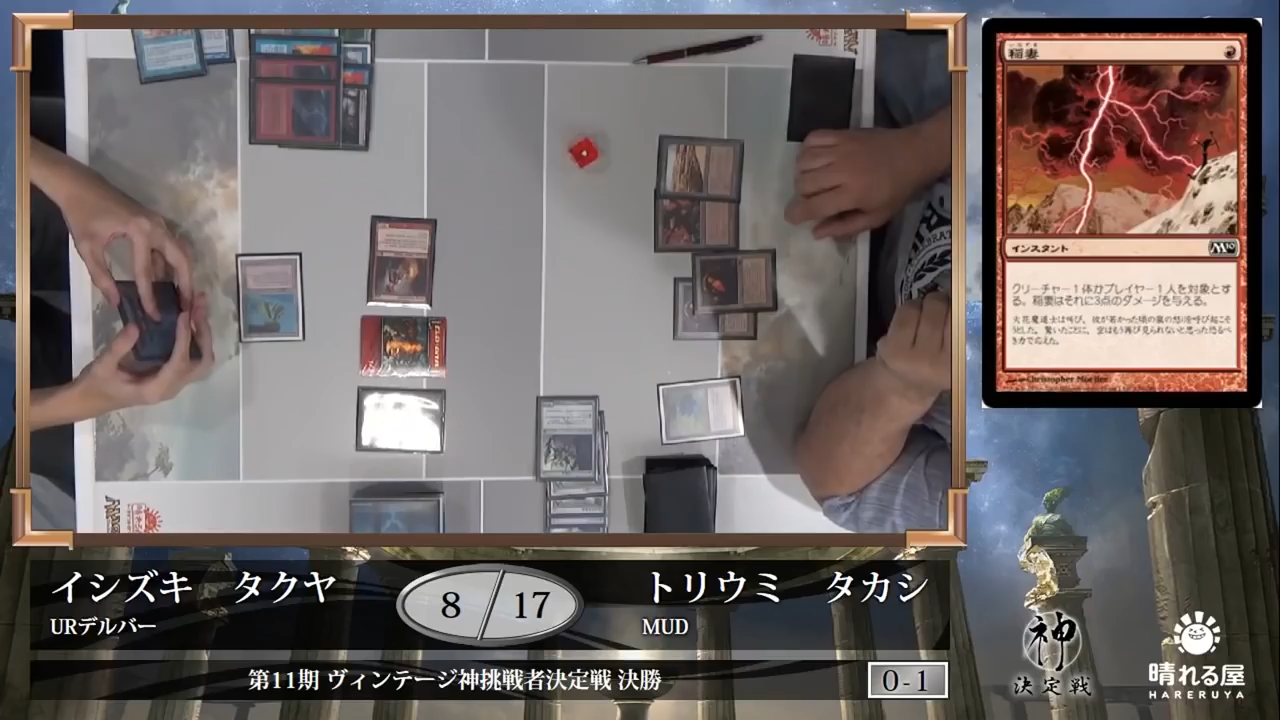 稲妻
インスタント
M10
クリーチャー1体かプレイヤー1人を対象とす
る。稲妻はそれに3点のダメージを与える。
Christopher Moeller
イシズキ タクヤ
URデルバー
8/17
トリウミ タカシ
MUD
第11期 ヴィンテージ神挑戦者決定戦 決勝
0-1
神
決定戦
晴れる屋
HARERUYA